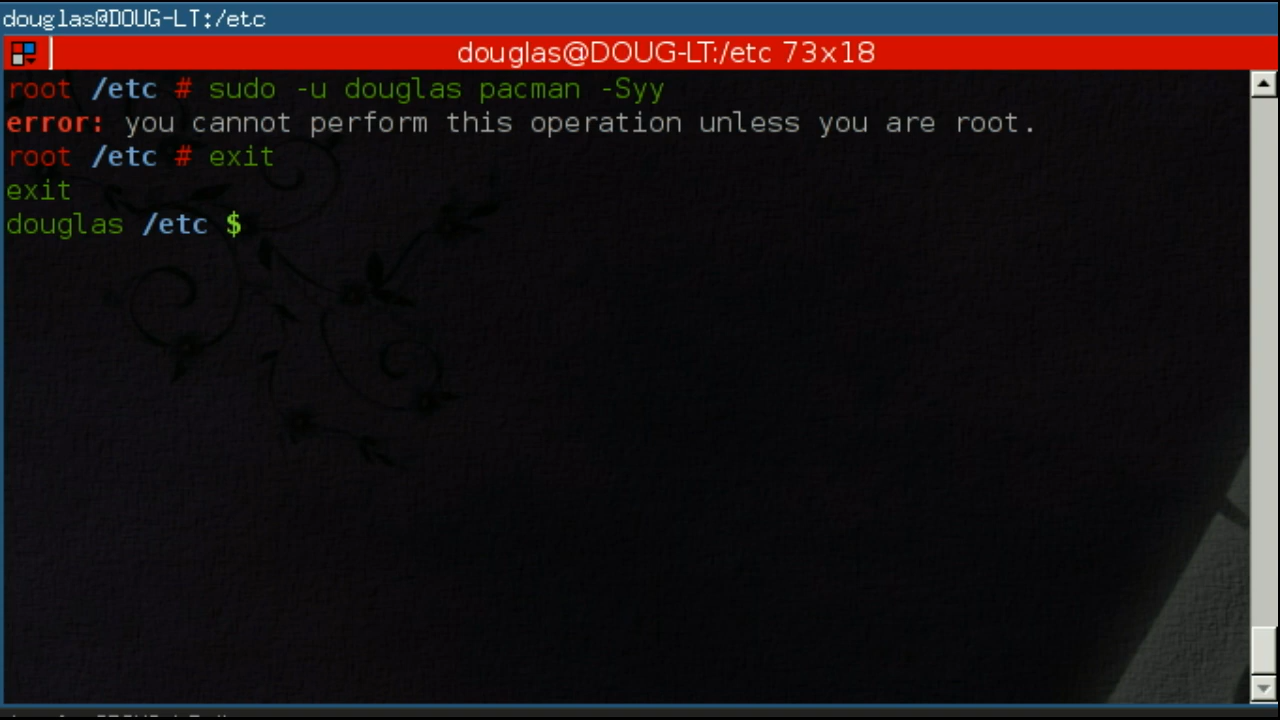 douglas@DOUG-LT:/etc
douglas@DOUG-LT:/etc 73x18
root /etc # sudo -u douglas pacman -Syy
error: you cannot perform this operation unless you are root.
root /etc # exit
exit
douglas /etc $